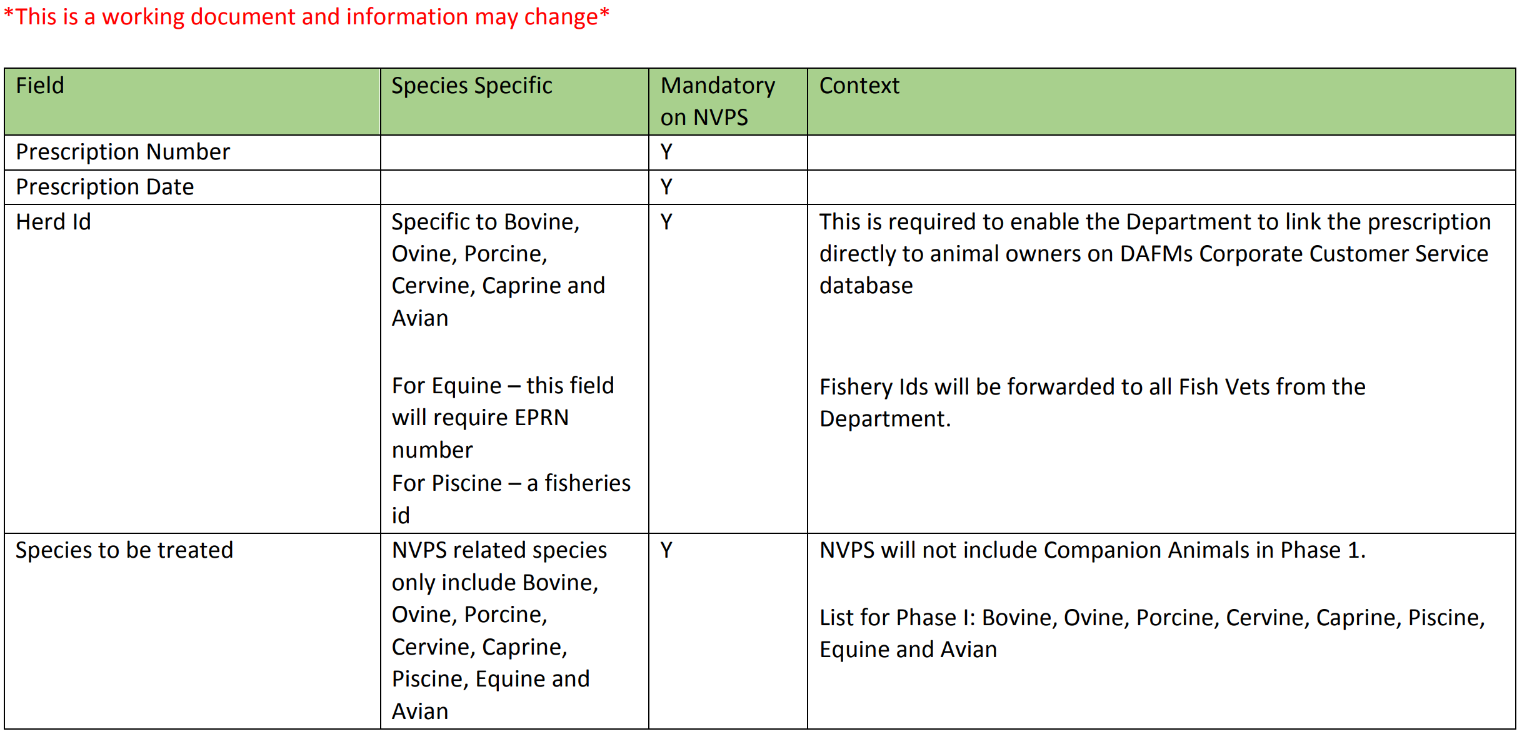 *This is a working document and information may change*
Field
Species Specific
Mandatory
on NVPS
Context
Prescription Number
Y
Prescription Date
Y
Herd Id
Specific to Bovine,
Ovine, Porcine,
Cervine, Caprine and
Avian
For Equine – this field
will require EPRN
number
For Piscine – a fisheries
id
Y
This is required to enable the Department to link the prescription
directly to animal owners on DAFMs Corporate Customer Service
database
Fishery Ids will be forwarded to all Fish Vets from the
Department.
Species to be treated
NVPS related species
only include Bovine,
Ovine, Porcine,
Cervine, Caprine,
Piscine, Equine and
Avian
Y
NVPS will not include Companion Animals in Phase 1.
List for Phase I: Bovine, Ovine, Porcine, Cervine, Caprine, Piscine,
Equine and Avian